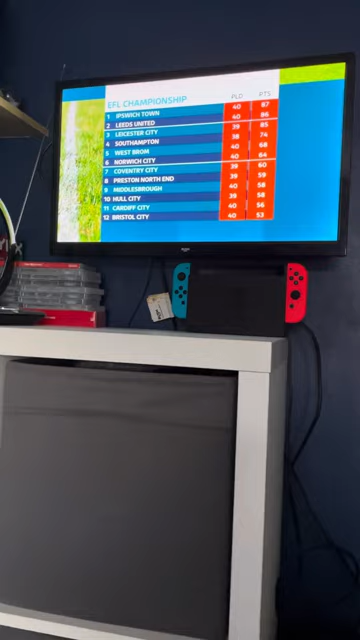 EFL CHAMPIONSHIP PLD PTS
1 IPSWICH TOWN 40 87
2 LEEDS UNITED 40 86
3 LEICESTER CITY 39 85
4 SOUTHAMPTON 38 74
5 WEST BROM 40 68
6 NORWICH CITY 40 64
7 COVENTRY CITY 39 60
8 PRESTON NORTH END 39 59
9 MIDDLESBROUGH 40 58
10 HULL CITY 39 58
11 CARDIFF CITY 40 56
12 BRISTOL CITY 40 53